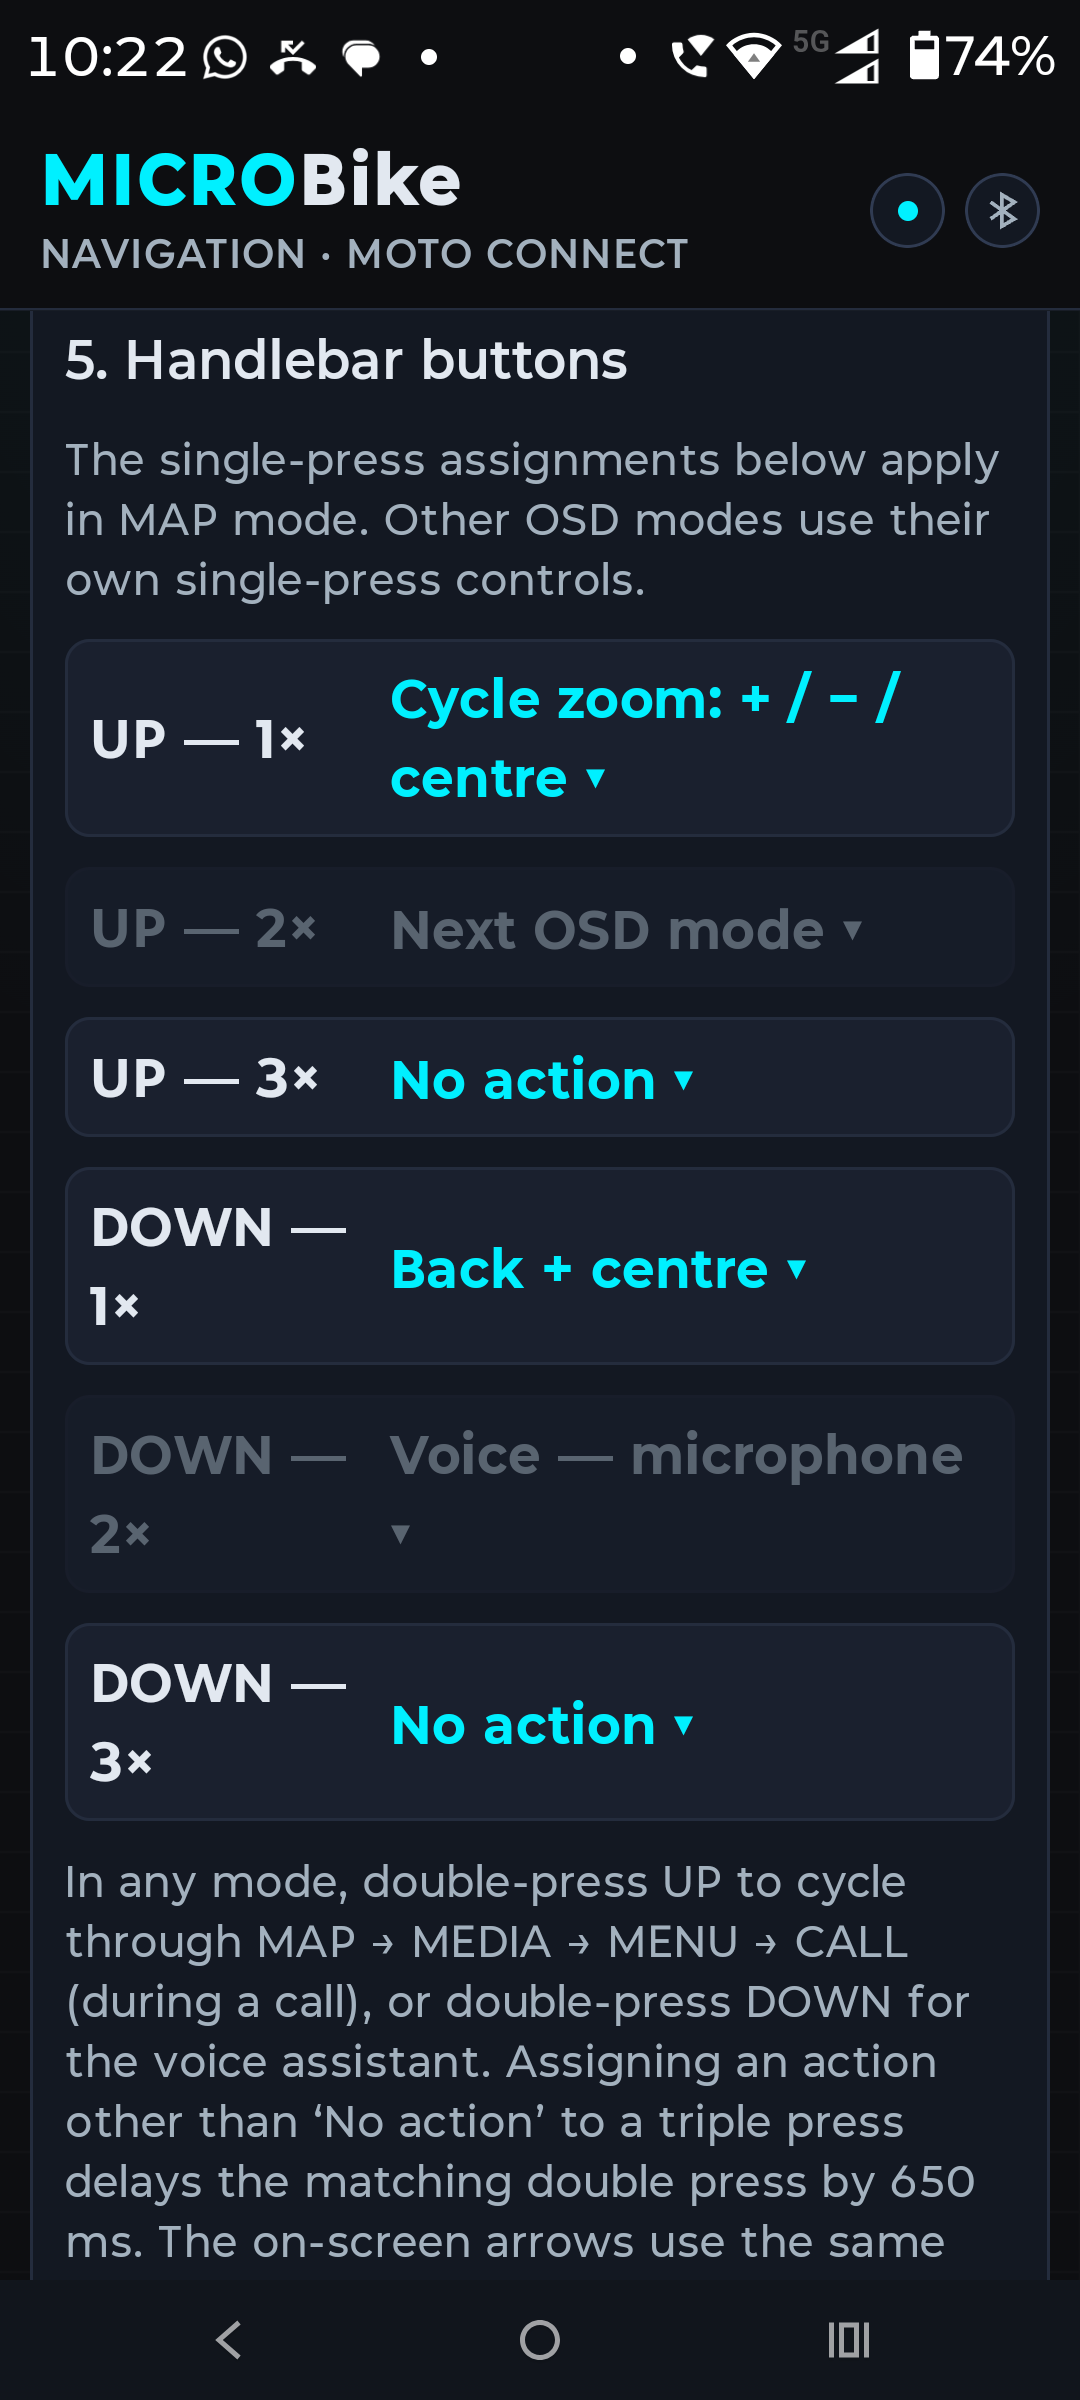 10:22
5G
74%
MICROBike
NAVIGATION · MOTO CONNECT
5. Handlebar buttons
The single-press assignments below apply
in MAP mode. Other OSD modes use their
own single-press controls.
UP — 1×
Cycle zoom: + / − /
centre ▾
UP — 2×
Next OSD mode ▾
UP — 3×
No action ▾
DOWN —
1×
Back + centre ▾
DOWN —
2×
Voice — microphone
▾
DOWN —
3×
No action ▾
In any mode, double-press UP to cycle
through MAP → MEDIA → MENU → CALL
(during a call), or double-press DOWN for
the voice assistant. Assigning an action
other than ‘No action’ to a triple press
delays the matching double press by 650
ms. The on-screen arrows use the same